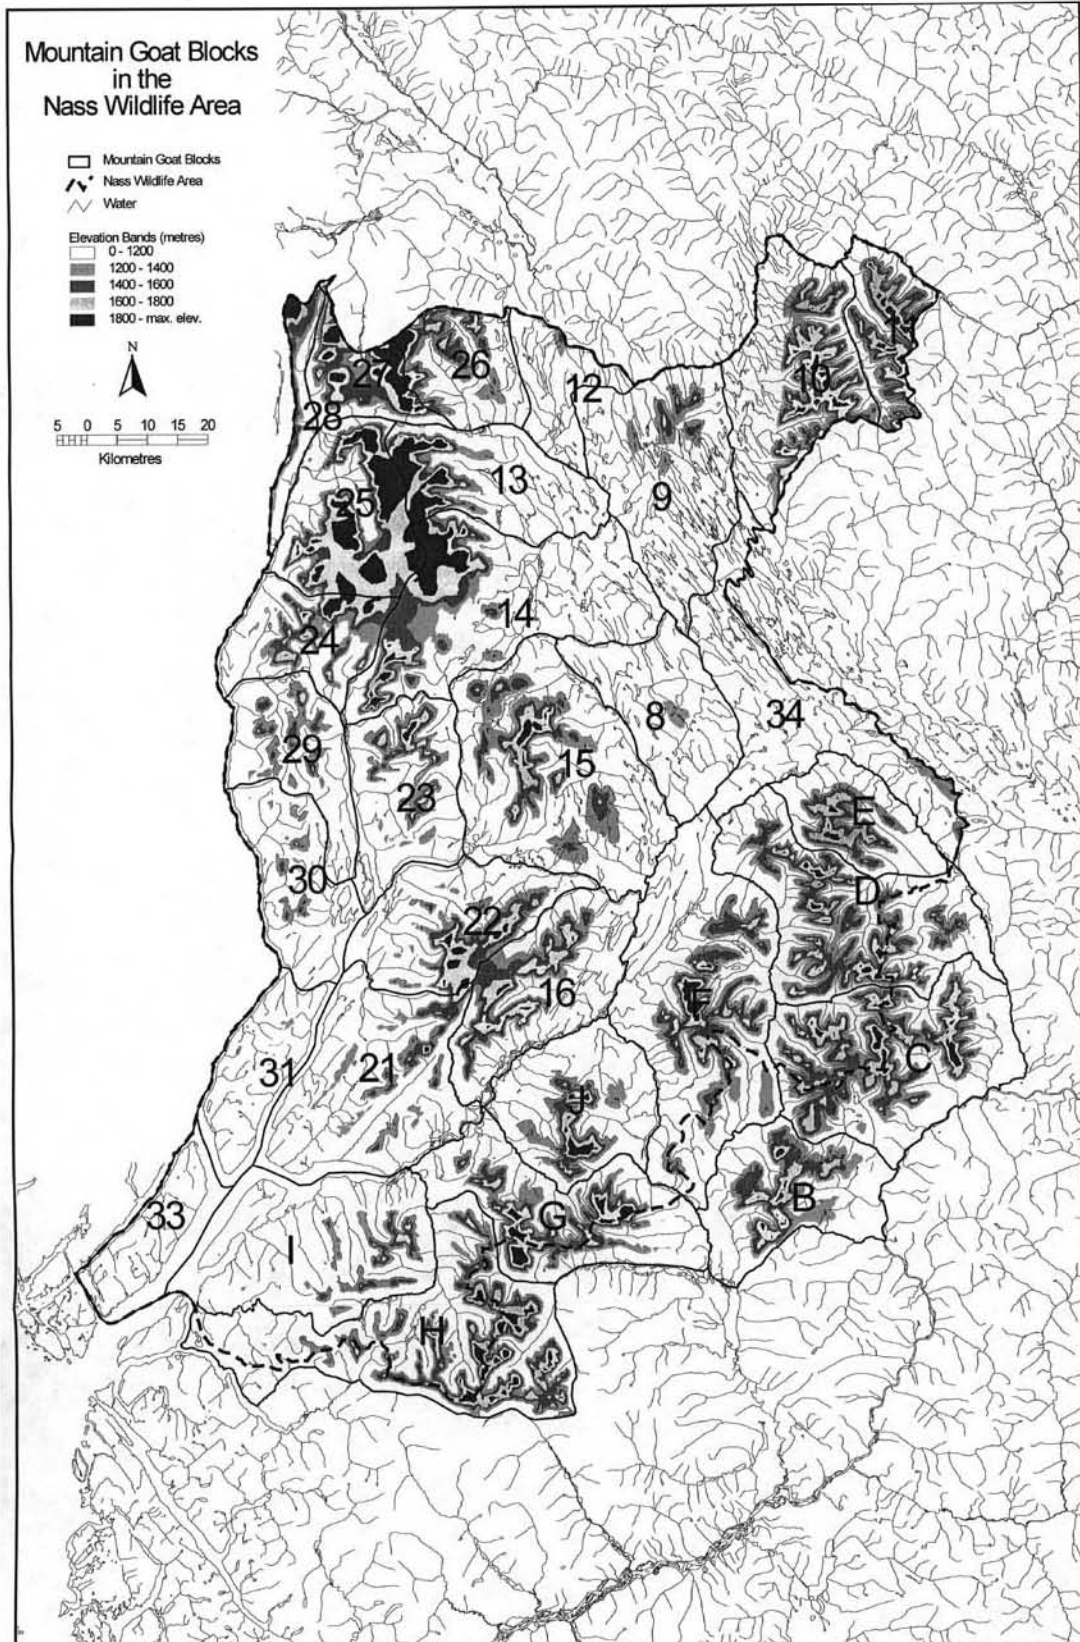 Mountain Goat Blocks
in the
Nass Wildlife Area
Mountain Goat Blocks
Nass Wildlife Area
Water
Elevation Bands (metres)
0 - 1200
1200 - 1400
1400 - 1600
1600 - 1800
1800 - max. elev.
N
5 0 5 10 15 20
Kilometres
1
10
26
27
12
28
13
25
9
14
24
8
34
29
15
23
E
30
D
22
16
F
31
21
C
J
B
33
G
I
H